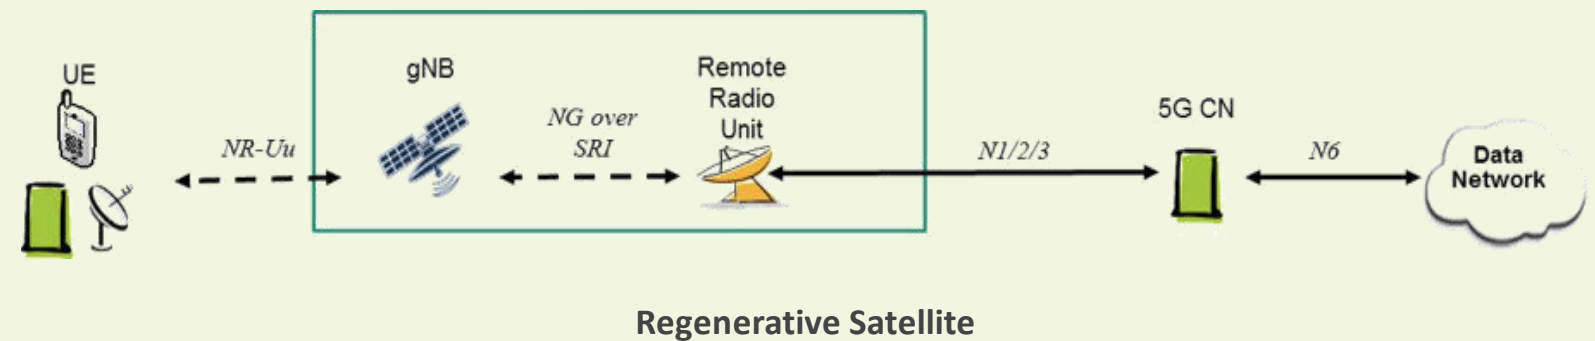 UE
NR-Uu
gNB
NG over
SRI
Remote
Radio
Unit
N1/2/3
5G CN
N6
Data
Network
Regenerative Satellite